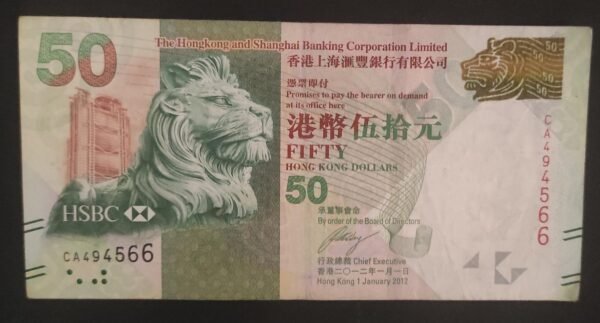 50
The Hongkong and Shanghai Banking Corporation Limited
香港上海滙豐銀行有限公司
憑票即付
Promises to pay the bearer on demand
at its office here
港幣伍拾元
FIFTY
HONG KONG DOLLARS
50
承董事會命
By order of the Board of Directors
行政總裁 Chief Executive
香港二〇一二年一月一日
Hong Kong 1 January 2012
HSBC
CA494566
CA494566
50
50
50
50